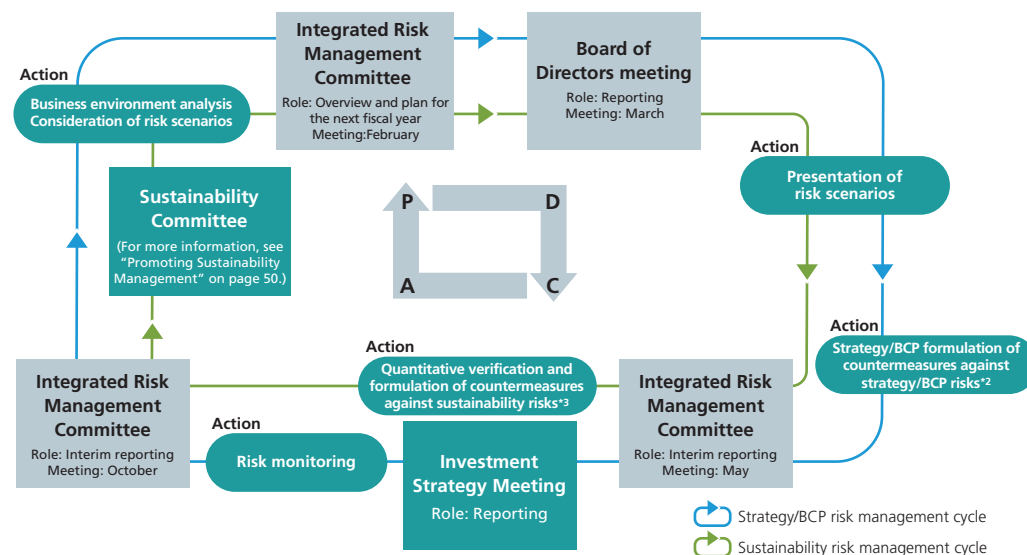 Integrated Risk
Management
Committee
Role: Overview and plan for
the next fiscal year
Meeting:February
Board of
Directors meeting
Role: Reporting
Meeting: March
Action
Business environment analysis
Consideration of risk scenarios
Action
Presentation of
risk scenarios
Sustainability
Committee
(For more information, see
“Promoting Sustainability
Management” on page 50.)
P
D
A
C
Action
Strategy/BCP formulation of
countermeasures against
strategy/BCP risks*2
Action
Quantitative verification and
formulation of countermeasures
against sustainability risks*3
Integrated Risk
Management
Committee
Role: Interim reporting
Meeting: October
Action
Risk monitoring
Investment
Strategy Meeting
Role: Reporting
Integrated Risk
Management
Committee
Role: Interim reporting
Meeting: May
Strategy/BCP risk management cycle
Sustainability risk management cycle